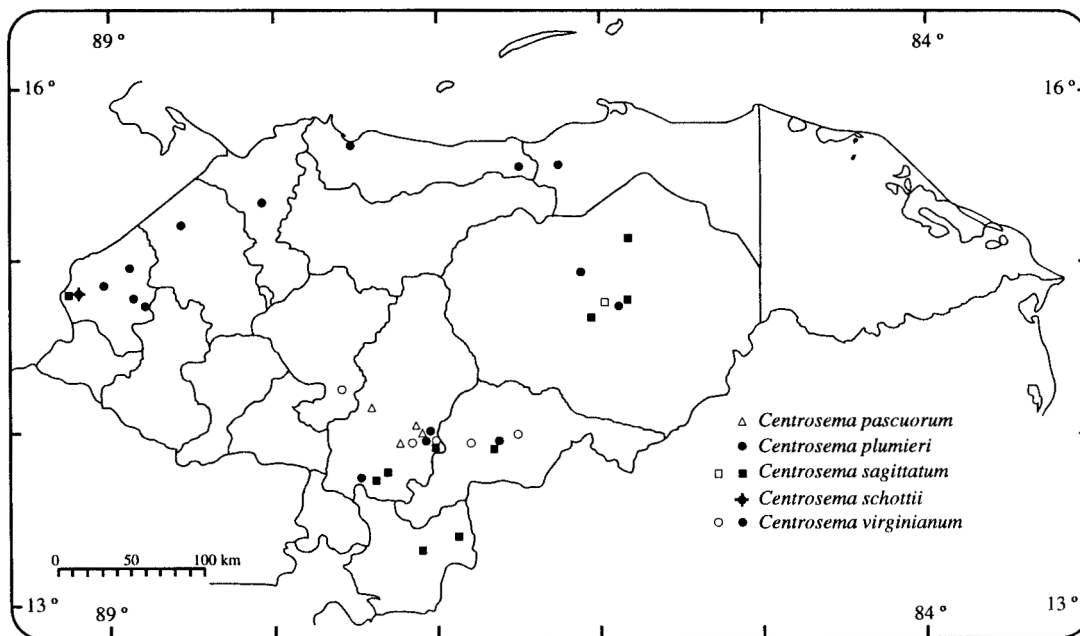 89 °
84 °
16 °
16 °
Centrosema pascuorum
Centrosema plumieri
Centrosema sagittatum
Centrosema schottii
Centrosema virginianum
0 50 100 km
13 °
89 °
84 °
13 °